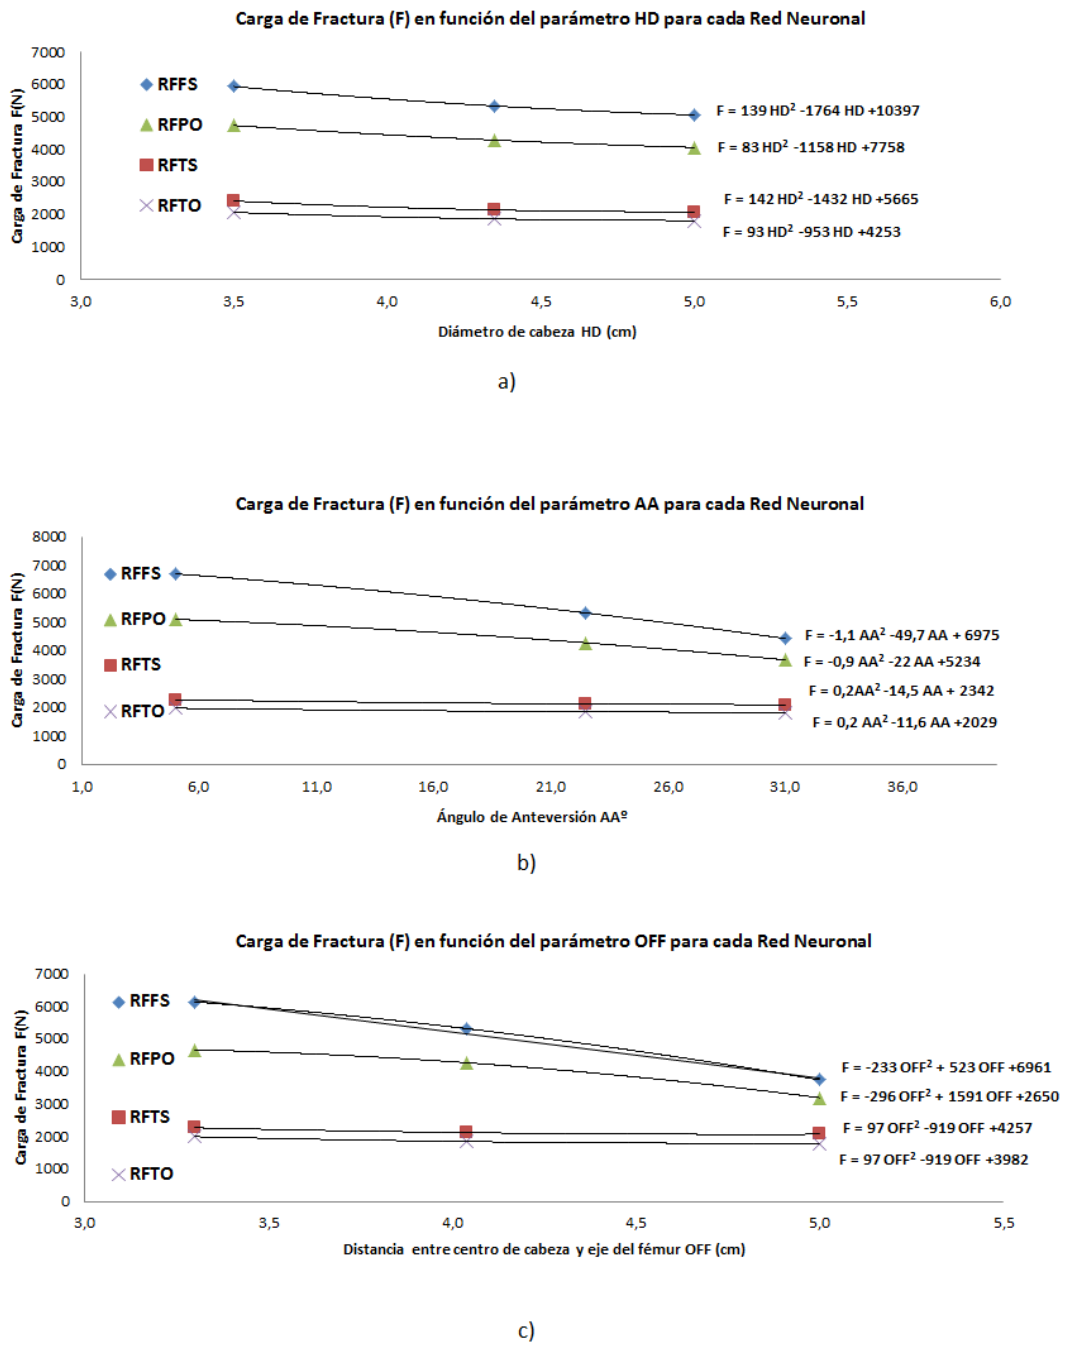 Carga de Fractura (F) en función del parámetro HD para cada Red Neuronal
Carga de Fractura F(N)
7000
6000
5000
4000
3000
2000
1000
0
RFFS
RFPO
RFTS
RFTO
F = 139 HD² -1764 HD +10397
F = 83 HD² -1158 HD +7758
F = 142 HD² -1432 HD +5665
F = 93 HD² -953 HD +4253
3,0 3,5 4,0 4,5 5,0 5,5 6,0
Diámetro de cabeza HD (cm)
a)
Carga de Fractura (F) en función del parámetro AA para cada Red Neuronal
Carga de Fractura F(N)
8000
7000
6000
5000
4000
3000
2000
1000
0
RFFS
RFPO
RFTS
RFTO
F = -1,1 AA² -49,7 AA + 6975
F = -0,9 AA² -22 AA +5234
F = 0,2AA² -14,5 AA + 2342
F = 0,2 AA² -11,6 AA +2029
1,0 6,0 11,0 16,0 21,0 26,0 31,0 36,0
Ángulo de Anteversión AAº
b)
Carga de Fractura (F) en función del parámetro OFF para cada Red Neuronal
Carga de Fractura F(N)
7000
6000
5000
4000
3000
2000
1000
0
RFFS
RFPO
RFTS
RFTO
F = -233 OFF² + 523 OFF +6961
F = -296 OFF² + 1591 OFF +2650
F = 97 OFF² -919 OFF +4257
F = 97 OFF² -919 OFF +3982
3,0 3,5 4,0 4,5 5,0 5,5
Distancia entre centro de cabeza y eje del fémur OFF (cm)
c)